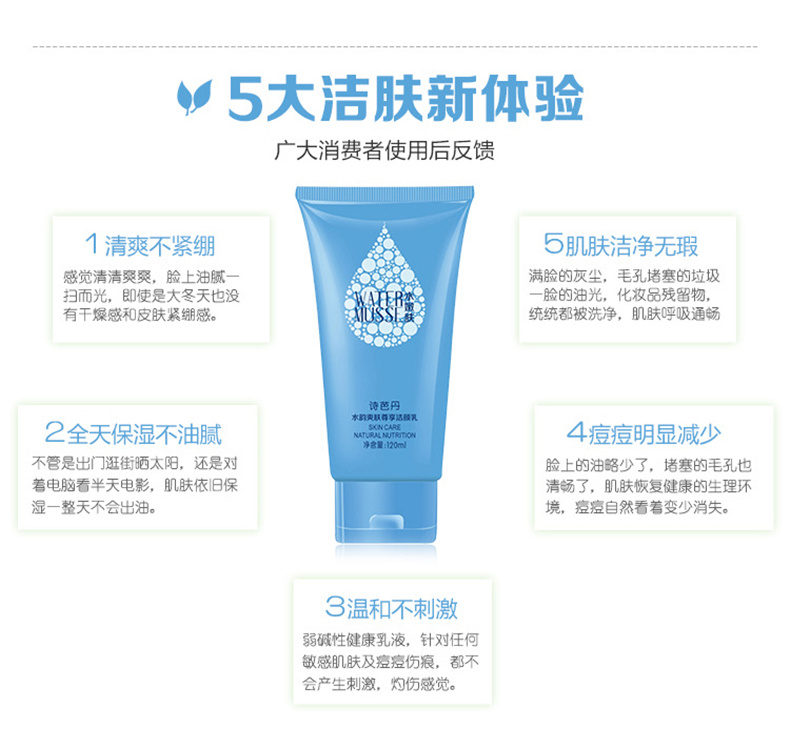 5大洁肤新体验
广大消费者使用后反馈
1清爽不紧绷
感觉清清爽爽，脸上油腻一
扫而光，即使是大冬天也没
有干燥感和皮肤紧绷感。
5肌肤洁净无瑕
满脸的灰尘，毛孔堵塞的垃圾
一脸的油光，化妆品残留物，
统统都被洗净，肌肤呼吸通畅
WATER
MUSSE
水嫩肤
诗芭丹
水韵爽肤尊享洁颜乳
SKIN CARE
NATURAL NUTRITION
净含量:120ml
2全天保湿不油腻
不管是出门逛街晒太阳，还是对
着电脑看半天电影，肌肤依旧保
湿一整天不会出油。
4痘痘明显减少
脸上的油略少了，堵塞的毛孔也
清畅了，肌肤恢复健康的生理环
境，痘痘自然看着变少消失。
3温和不刺激
弱碱性健康乳液，针对任何
敏感肌肤及痘痘伤痕，都不
会产生刺激，灼伤感觉。